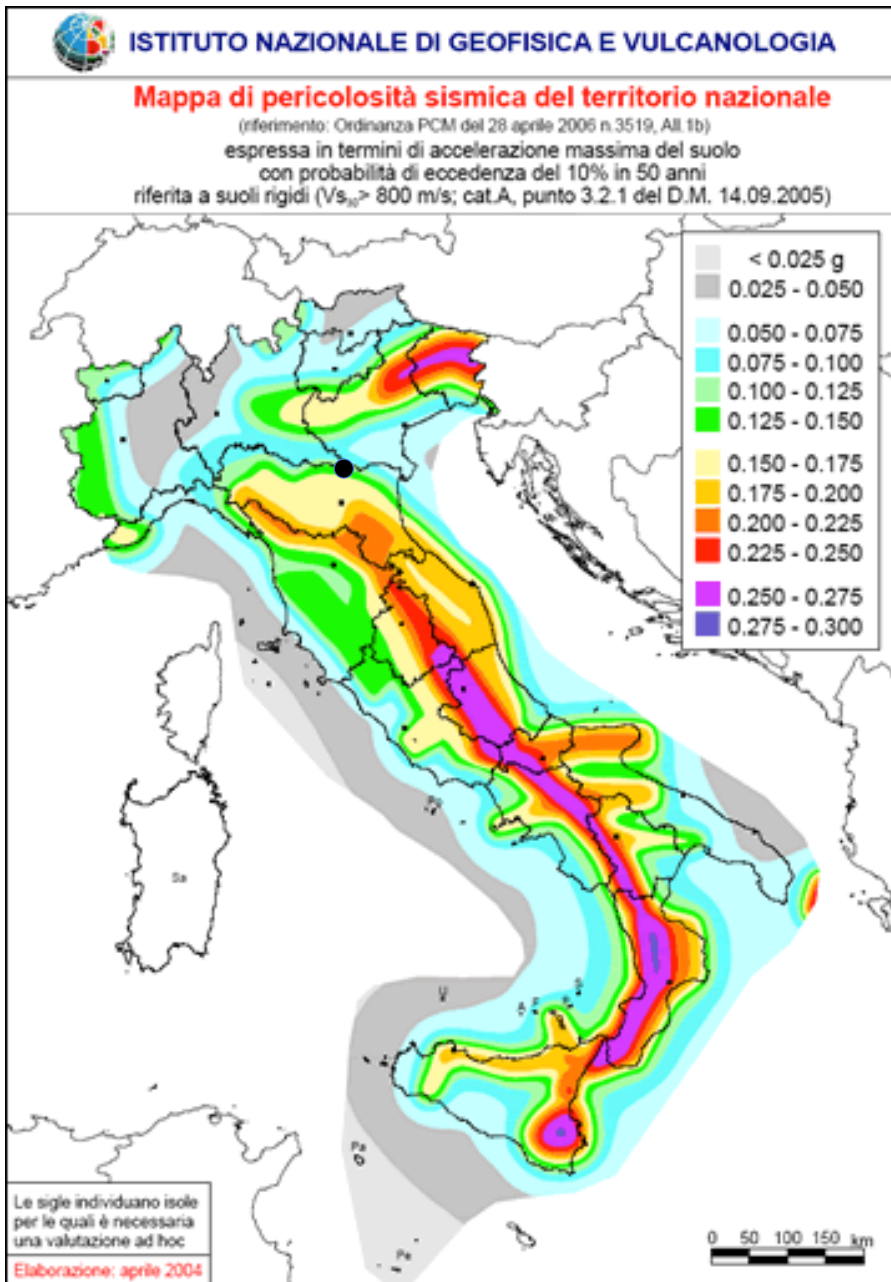 ISTITUTO NAZIONALE DI GEOFISICA E VULCANOLOGIA
Mappa di pericolosità sismica del territorio nazionale
(riferimento: Ordinanza PCM del 28 aprile 2006 n.3519, All.1b)
espressa in termini di accelerazione massima del suolo
con probabilità di eccedenza del 10% in 50 anni
riferita a suoli rigidi (Vs₃₀> 800 m/s; cat.A, punto 3.2.1 del D.M. 14.09.2005)
< 0.025 g
0.025 - 0.050
0.050 - 0.075
0.075 - 0.100
0.100 - 0.125
0.125 - 0.150
0.150 - 0.175
0.175 - 0.200
0.200 - 0.225
0.225 - 0.250
0.250 - 0.275
0.275 - 0.300
Sa
U
A
Pa
Pe
Le sigle individuano isole
per le quali è necessaria
una valutazione ad hoc
Elaborazione: aprile 2004
0 50 100 150 km